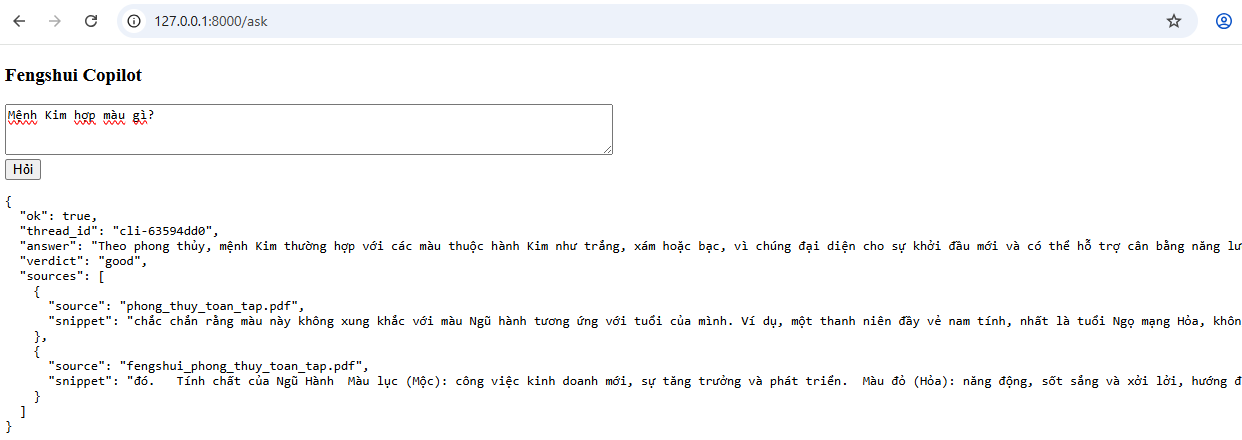 127.0.0.1:8000/ask
Fengshui Copilot
Mệnh Kim hợp màu gì?
Hỏi
{
  "ok": true,
  "thread_id": "cli-63594dd0",
  "answer": "Theo phong thủy, mệnh Kim thường hợp với các màu thuộc hành Kim như trắng, xám hoặc bạc, vì chúng đại diện cho sự khởi đầu mới và có thể hỗ trợ cân bằng năng lư
  "verdict": "good",
  "sources": [
    {
      "source": "phong_thuy_toan_tap.pdf",
      "snippet": "chắc chắn rằng màu này không xung khắc với màu Ngũ hành tương ứng với tuổi của mình. Ví dụ, một thanh niên đầy vẻ nam tính, nhất là tuổi Ngọ mạng Hỏa, khôn
    },
    {
      "source": "fengshui_phong_thuy_toan_tap.pdf",
      "snippet": "đó.   Tính chất của Ngũ Hành  Màu lục (Mộc): công việc kinh doanh mới, sự tăng trưởng và phát triển.  Màu đỏ (Hỏa): năng động, sốt sắng và xởi lởi, hướng đ
    }
  ]
}